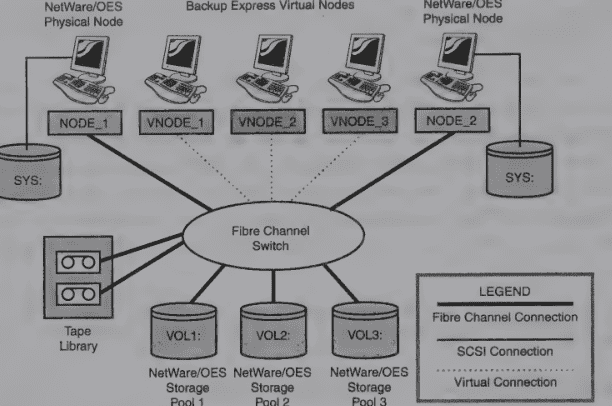 NetWare/OES
Physical Node
Backup Express Virtual Nodes
NetWare/OES
Physical Node
NODE_1
VNODE_1
VNODE_2
VNODE_3
NODE_2
SYS:
SYS:
Fibre Channel
Switch
Tape
Library
VOL1:
VOL2:
VOL3:
NetWare/OES
Storage
Pool 1
NetWare/OES
Storage
Pool 2
NetWare/OES
Storage
Pool 3
LEGEND
Fibre Channel Connection
SCSI Connection
Virtual Connection